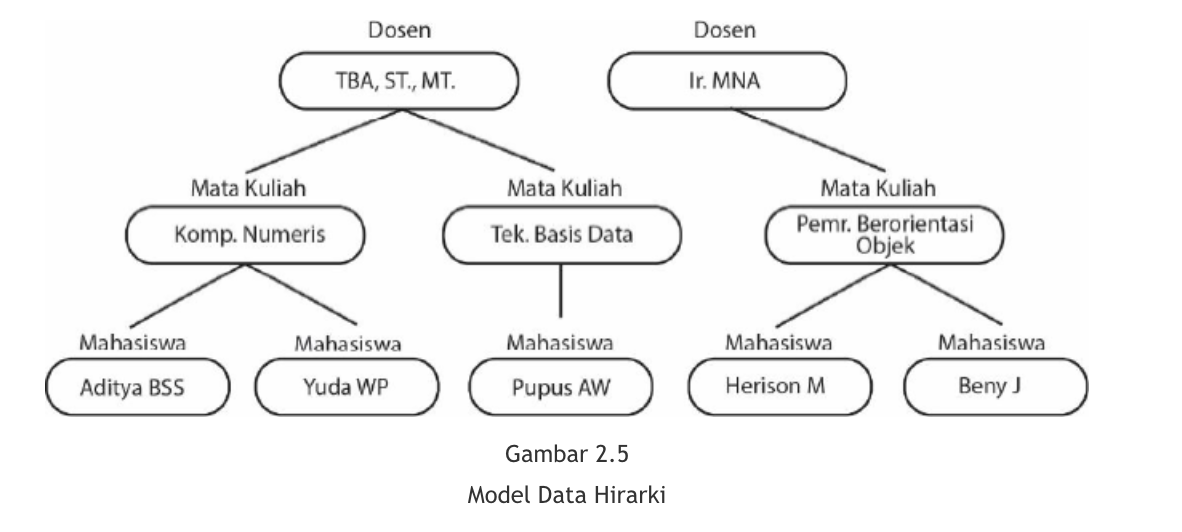 Dosen
Dosen
TBA, ST., MT.
Ir. MNA
Mata Kuliah
Mata Kuliah
Mata Kuliah
Komp. Numeris
Tek. Basis Data
Pemr. Berorientasi
Objek
Mahasiswa
Mahasiswa
Mahasiswa
Mahasiswa
Mahasiswa
Aditya BSS
Yuda WP
Pupus AW
Herison M
Beny J
Gambar 2.5
Model Data Hirarki